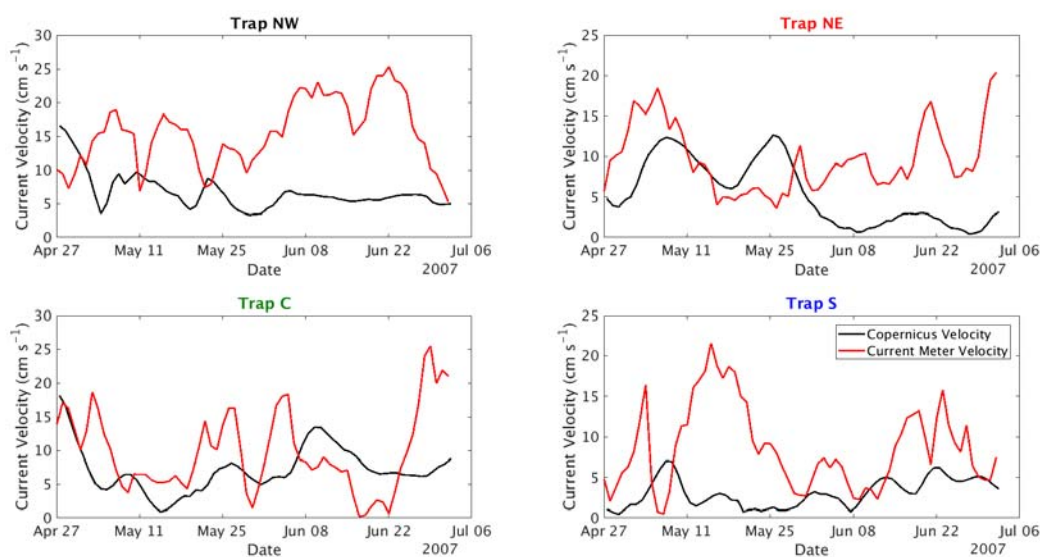 Trap NW
Current Velocity (cm s⁻¹)
30
25
20
15
10
5
0
Apr 27
May 11
May 25
Jun 08
Jun 22
Jul 06
Date
2007
Trap NE
Current Velocity (cm s⁻¹)
25
20
15
10
5
0
Apr 27
May 11
May 25
Jun 08
Jun 22
Jul 06
Date
2007
Trap C
Current Velocity (cm s⁻¹)
30
25
20
15
10
5
0
Apr 27
May 11
May 25
Jun 08
Jun 22
Jul 06
Date
2007
Trap S
Current Velocity (cm s⁻¹)
25
20
15
10
5
0
Copernicus Velocity
Current Meter Velocity
Apr 27
May 11
May 25
Jun 08
Jun 22
Jul 06
Date
2007